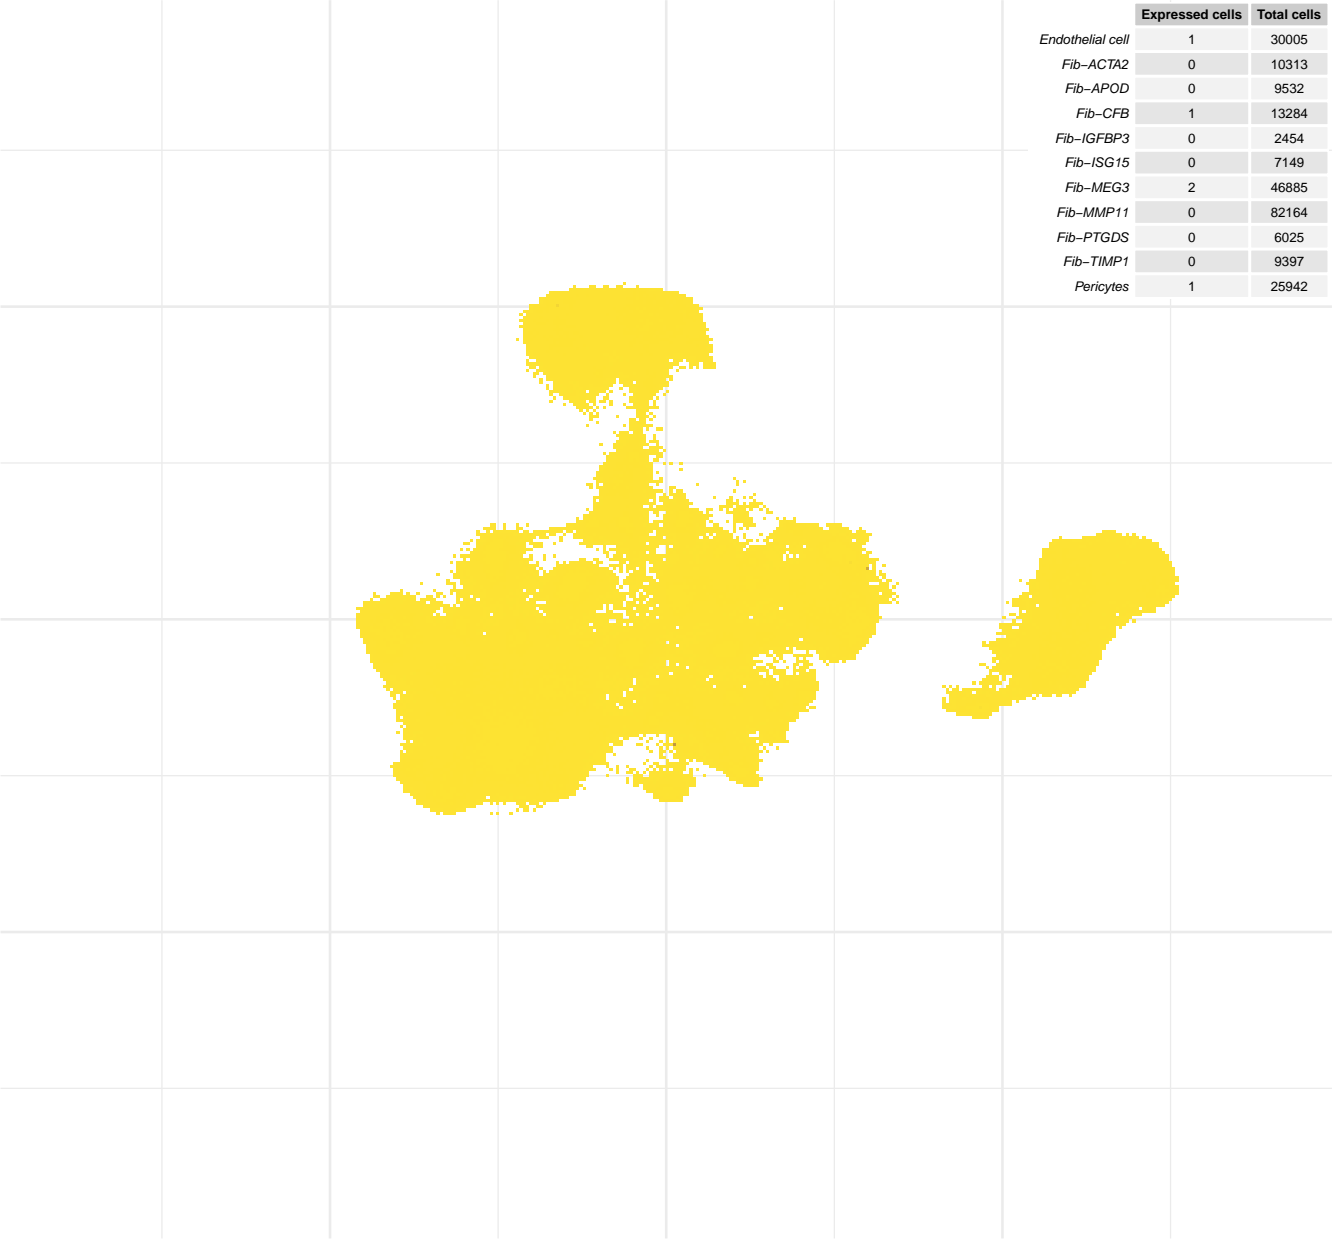 Expressed cells Total cells
Endothelial cell 1 30005
Fib−ACTA2 0 10313
Fib−APOD 0 9532
Fib−CFB 1 13284
Fib−IGFBP3 0 2454
Fib−ISG15 0 7149
Fib−MEG3 2 46885
Fib−MMP11 0 82164
Fib−PTGDS 0 6025
Fib−TIMP1 0 9397
Pericytes 1 25942